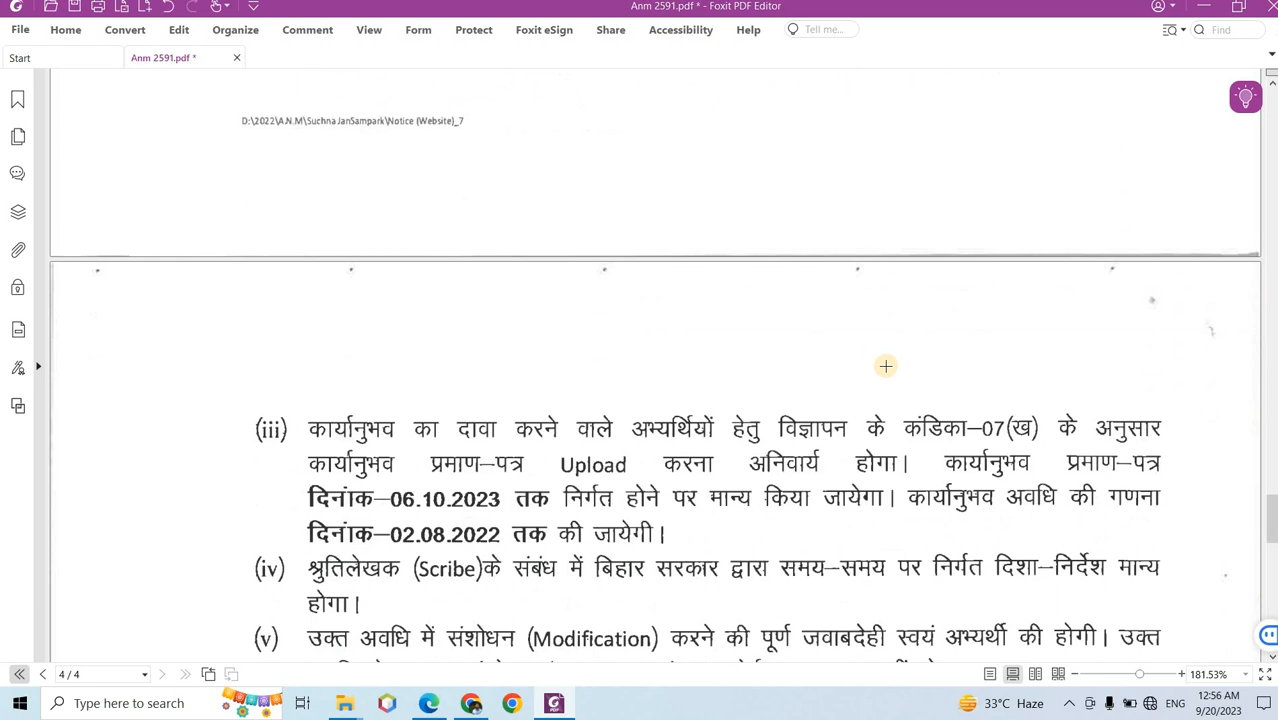 Anm 2591.pdf * - Foxit PDF Editor
File Home Convert Edit Organize Comment View Form Protect Foxit eSign Share Accessibility Help Tell me... Find
Start Anm 2591.pdf *
D:\2022\A.N.M\Suchna JanSampark\Notice (Website)_7
(iii) कार्यानुभव का दावा करने वाले अभ्यर्थियों हेतु विज्ञापन के कंडिका–07(ख) के अनुसार
कार्यानुभव प्रमाण–पत्र Upload करना अनिवार्य होगा। कार्यानुभव प्रमाण–पत्र
दिनांक–06.10.2023 तक निर्गत होने पर मान्य किया जायेगा। कार्यानुभव अवधि की गणना
दिनांक–02.08.2022 तक की जायेगी।
(iv) श्रुतिलेखक (Scribe)के संबंध में बिहार सरकार द्वारा समय–समय पर निर्गत दिशा–निर्देश मान्य
होगा।
(v) उक्त अवधि में संशोधन (Modification) करने की पूर्ण जवाबदेही स्वयं अभ्यर्थी की होगी। उक्त
4 / 4 181.53%
Type here to search 33°C Haze ENG 12:56 AM
9/20/2023